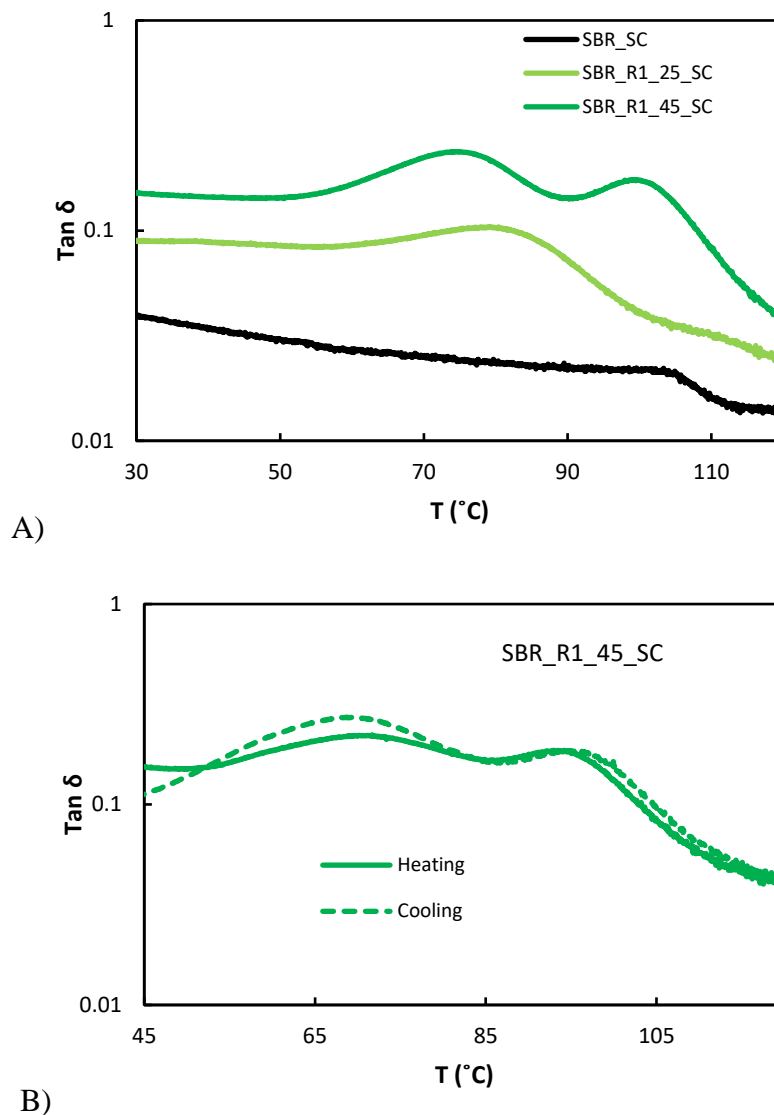 1
SBR_SC
SBR_R1_25_SC
SBR_R1_45_SC
0.1
Tan δ
0.01
30 50 70 90 110
T (˚C)
A)
1
SBR_R1_45_SC
0.1
Tan δ
Heating
Cooling
0.01
45 65 85 105
T (˚C)
B)